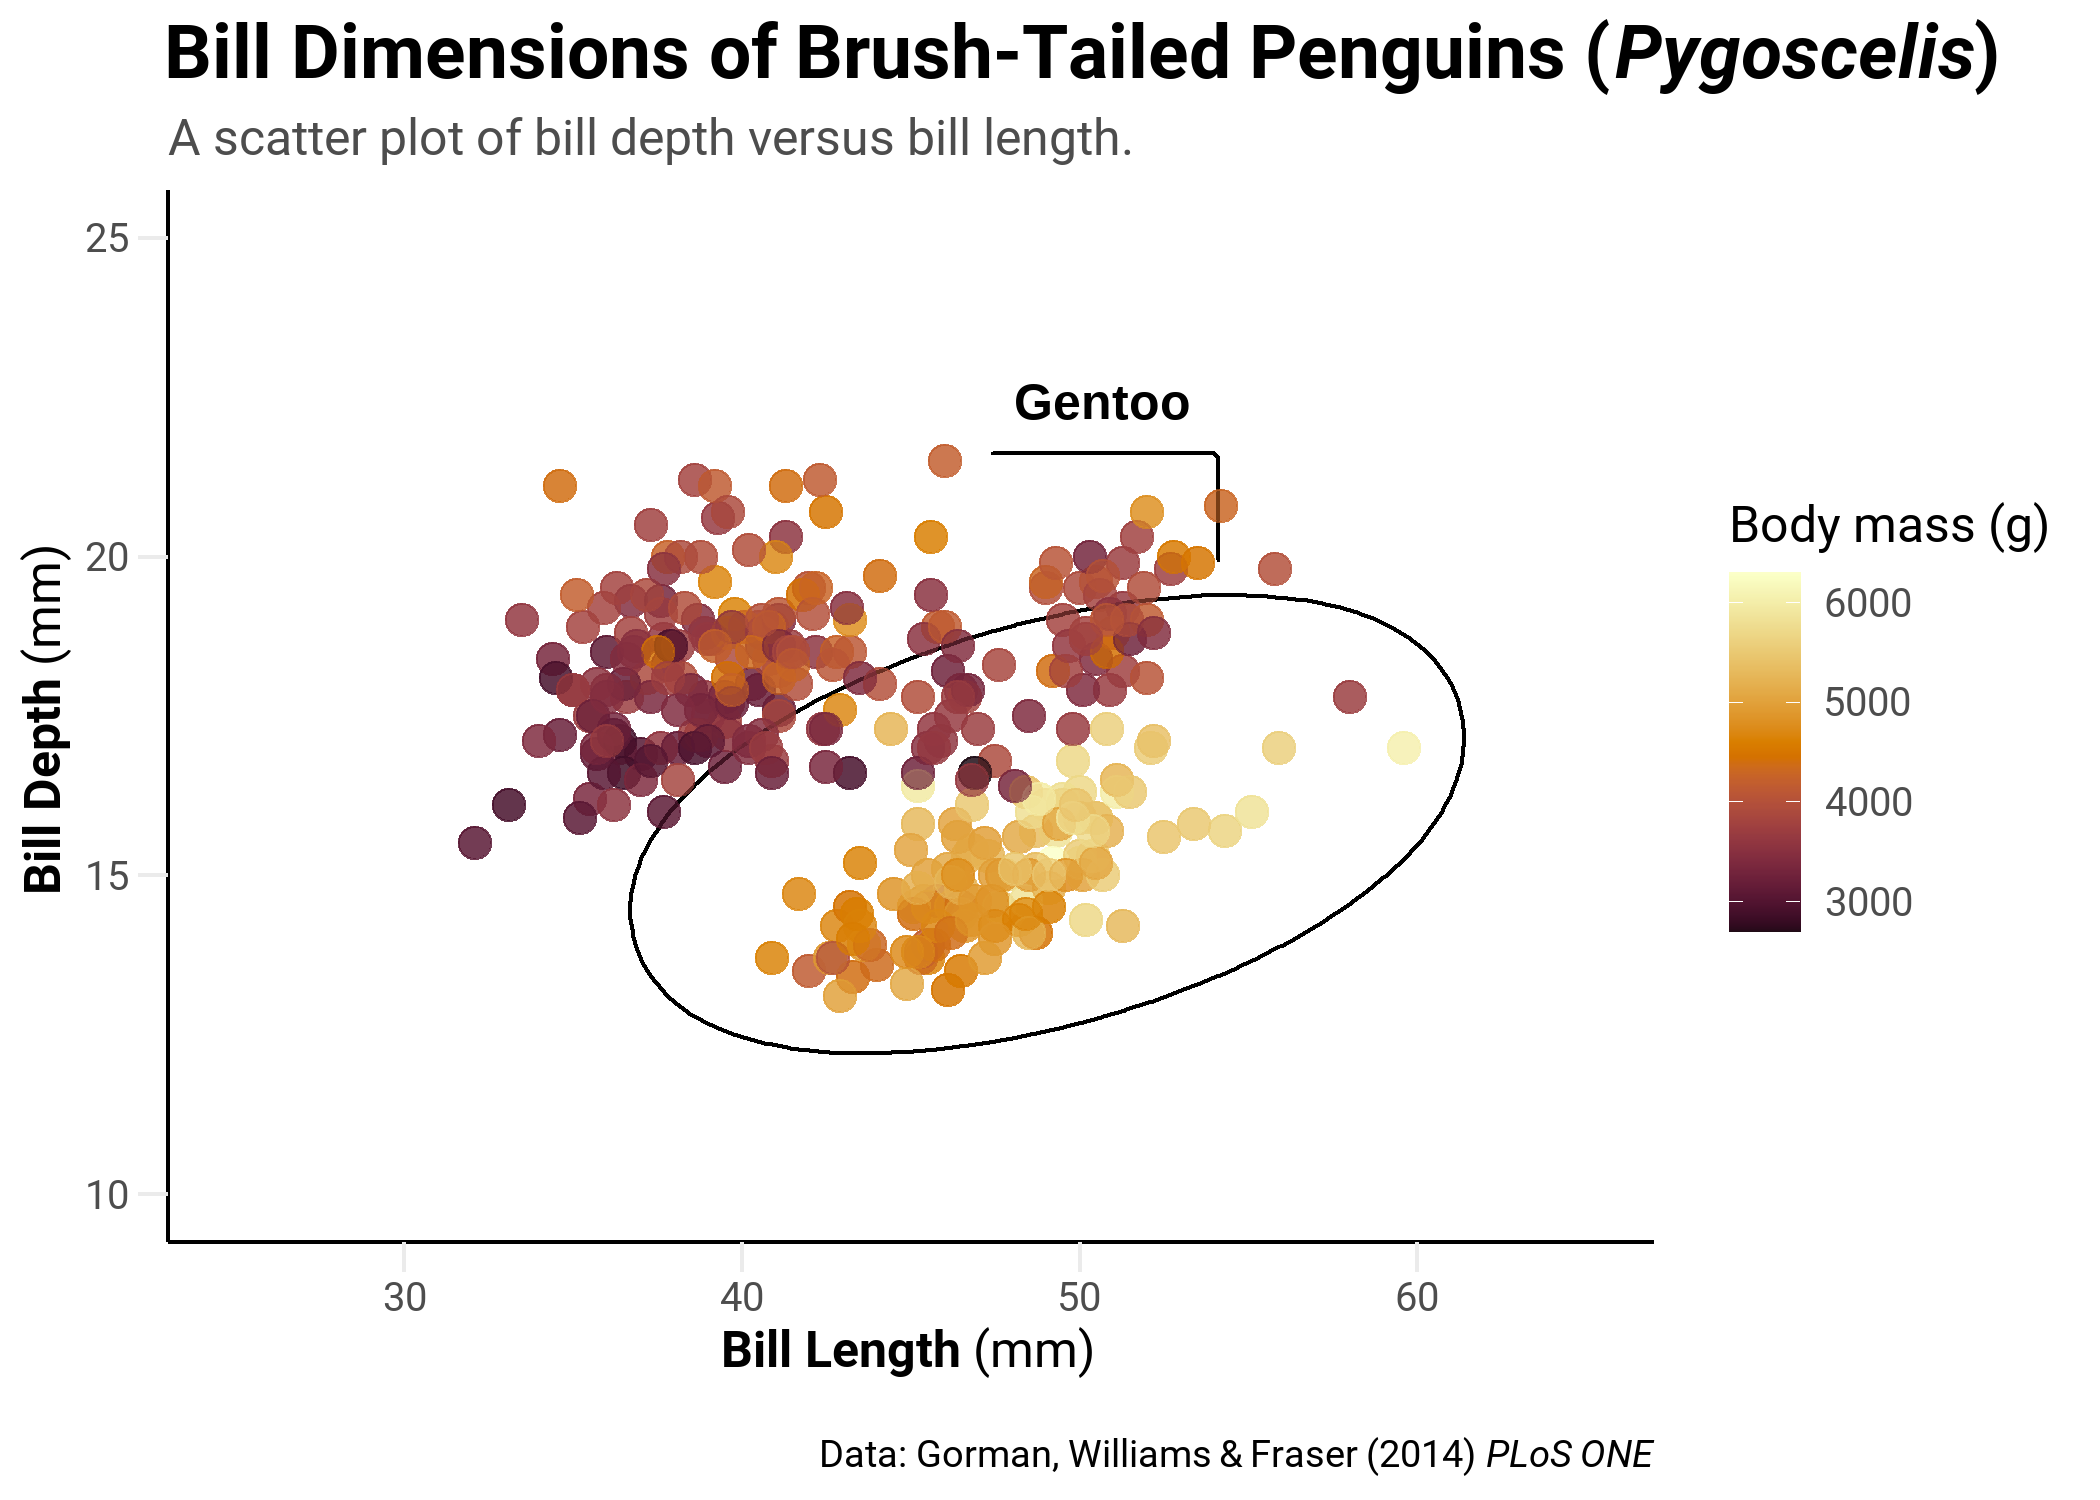 Bill Dimensions of Brush-Tailed Penguins (Pygoscelis)
A scatter plot of bill depth versus bill length.
25
20
15
10
Bill Depth (mm)
Gentoo
Body mass (g)
6000
5000
4000
3000
30 40 50 60
Bill Length (mm)
Data: Gorman, Williams & Fraser (2014) PLoS ONE